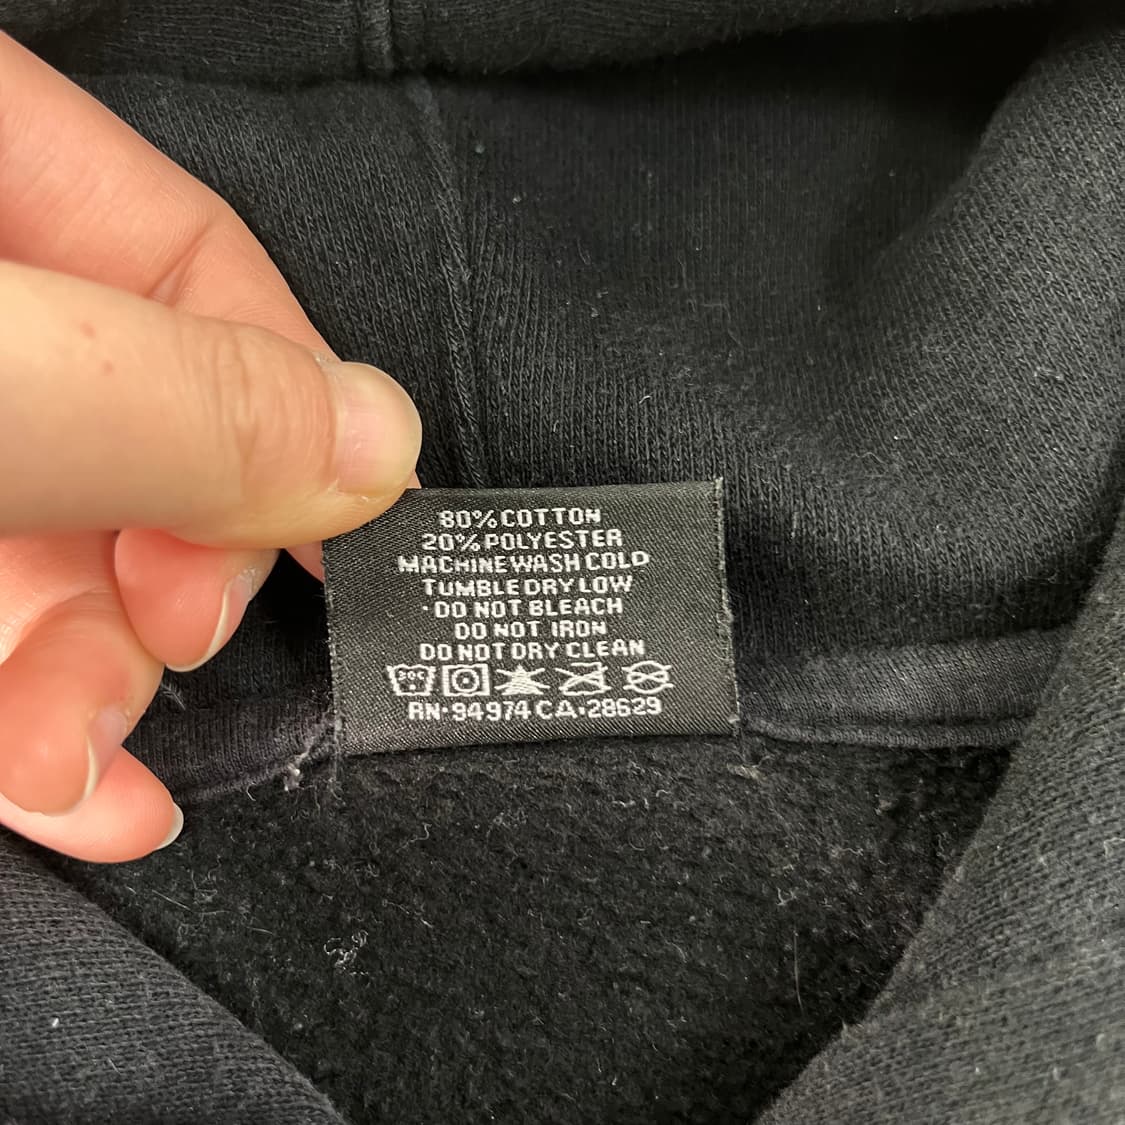 80% COTTON
20% POLYESTER
MACHINE WASH COLD
TUMBLE DRY LOW
DO NOT BLEACH
DO NOT IRON
DO NOT DRY CLEAN
30C
RN·94974 CA·28629